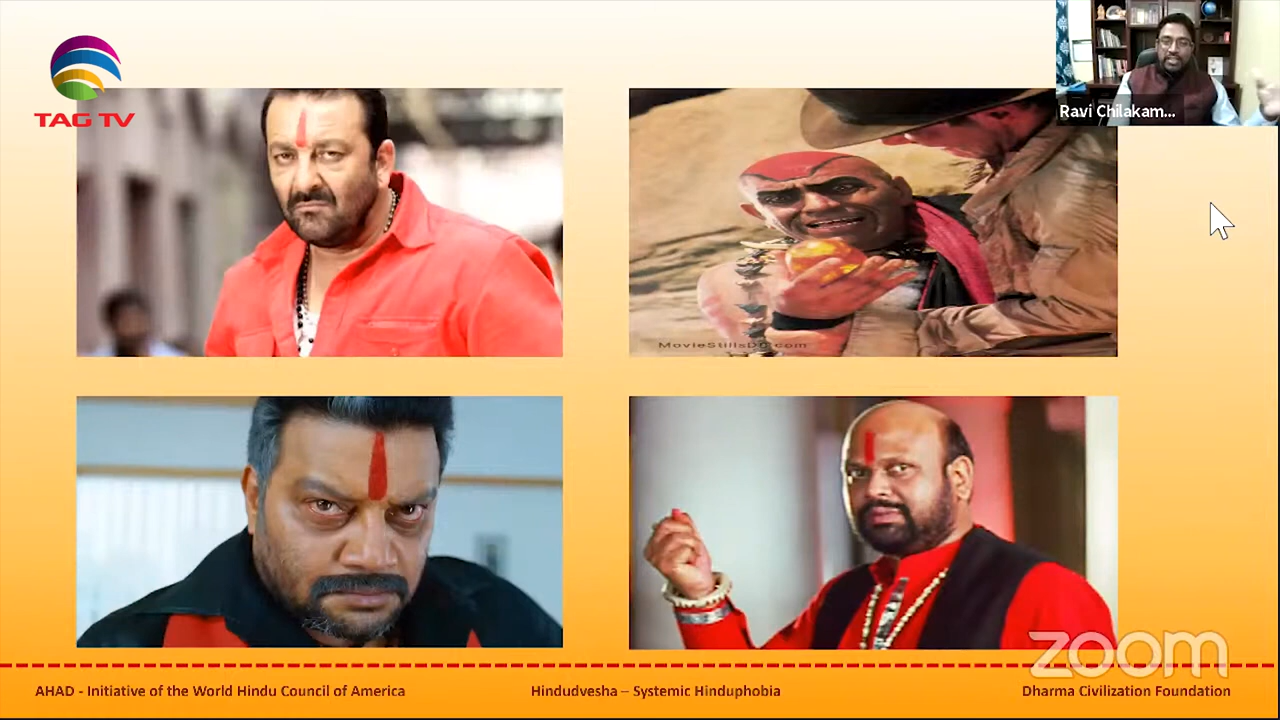 TAG TV
Ravi Chilakam...
MovieStillsDB.com
zoom
AHAD - Initiative of the World Hindu Council of America
Hindudvesha – Systemic Hinduphobia
Dharma Civilization Foundation